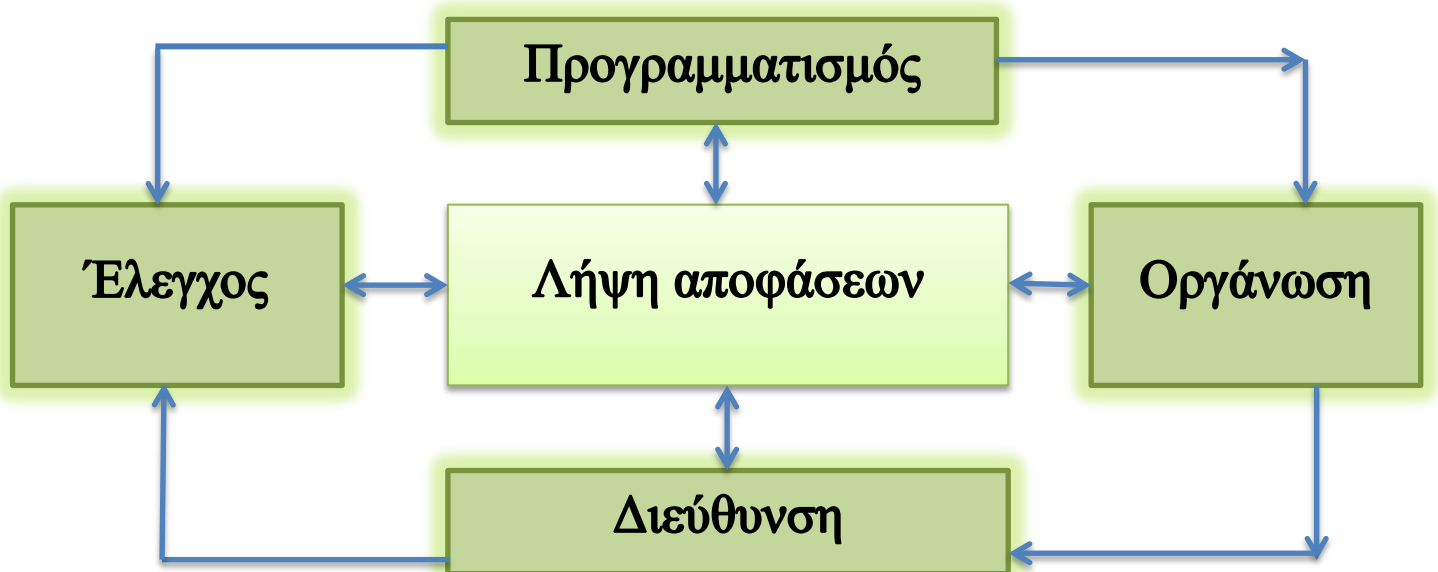 Προγραμματισμός
Έλεγχος
Λήψη αποφάσεων
Οργάνωση
Διεύθυνση